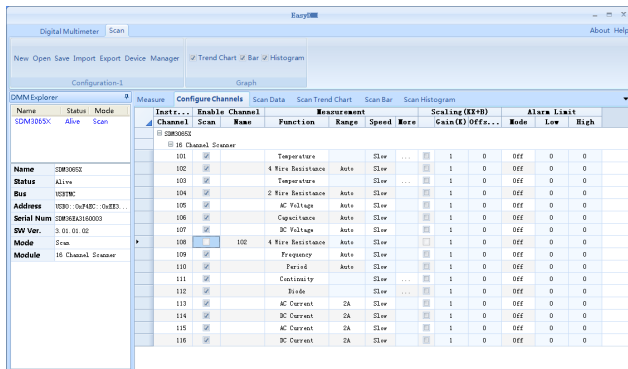 Easy
Digital Multimeter Scan About Help
New Open Save Import Export Device Manager Trend Chart Bar Histogram
Configuration-1 Graph
DMM Explorer
Name Status Mode
SDM3065X Alive Scan
Name SDM3065X
Status Alive
Bus USBTMC
Address USB0::0xF4EC::0xEE3...
Serial Num SDM36EA3160003
SW Ver. 3.01.01.02
Mode Scan
Module 16 Channel Scanner
Measure Configure Channels Scan Data Scan Trend Chart Scan Bar Scan Histogram
Instr... Enable Channel Measurement Scaling(KX+B) Alarm Limit
Channel Scan Name Function Range Speed More Gain(K) Offs... Mode Low High
SDM3065X
16 Channel Scanner
101 Temperature Slow ... 1 0 Off 0 0
102 4 Wire Resistance Auto Slow 1 0 Off 0 0
103 Temperature Slow ... 1 0 Off 0 0
104 2 Wire Resistance Auto Slow 1 0 Off 0 0
105 AC Voltage Auto Slow 1 0 Off 0 0
106 Capacitance Auto Slow 1 0 Off 0 0
107 DC Voltage Auto Slow 1 0 Off 0 0
108 102 4 Wire Resistance Auto Slow 1 0 Off 0 0
109 Frequency Auto Slow 1 0 Off 0 0
110 Period Auto Slow 1 0 Off 0 0
111 Continuity Slow ... 1 0 Off 0 0
112 Diode Slow ... 1 0 Off 0 0
113 AC Current 2A Slow 1 0 Off 0 0
114 DC Current 2A Slow 1 0 Off 0 0
115 AC Current 2A Slow 1 0 Off 0 0
116 DC Current 2A Slow 1 0 Off 0 0